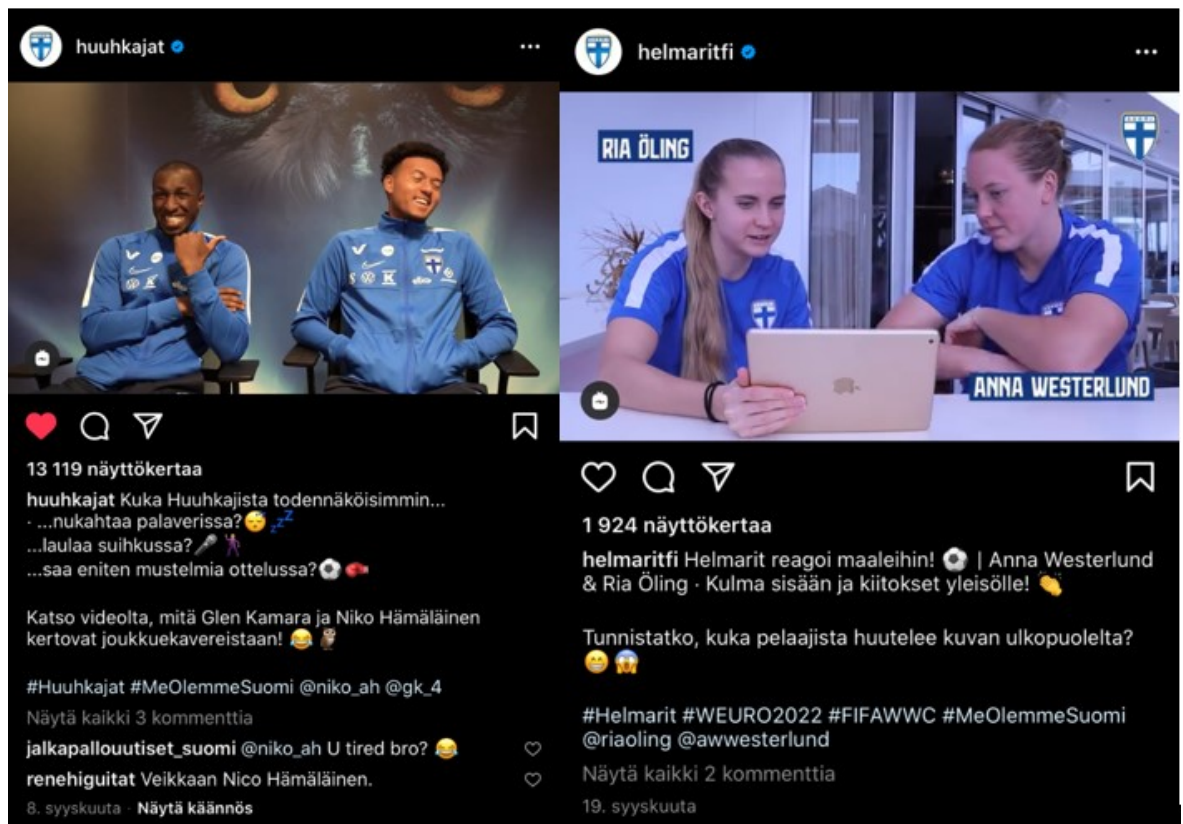 huuhkajat
13 119 näyttökertaa
huuhkajat Kuka Huuhkajista todennäköisimmin...
· ...nukahtaa palaverissa?😴💤
...laulaa suihkussa?🎤🕺
...saa eniten mustelmia ottelussa?⚽🥊
Katso videolta, mitä Glen Kamara ja Niko Hämäläinen
kertovat joukkuekavereistaan! 😂🦉
#Huuhkajat #MeOlemmeSuomi @niko_ah @gk_4
Näytä kaikki 3 kommenttia
jalkapallouutiset_suomi @niko_ah U tired bro? 😂
renehiguitat Veikkaan Nico Hämäläinen.
8. syyskuuta · Näytä käännös
helmaritfi
RIA ÖLING
ANNA WESTERLUND
1 924 näyttökertaa
helmaritfi Helmarit reagoi maaleihin! ⚽ | Anna Westerlund
& Ria Öling · Kulma sisään ja kiitokset yleisölle! 👏
Tunnistatko, kuka pelaajista huutelee kuvan ulkopuolelta?
😁😱
#Helmarit #WEURO2022 #FIFAWWC #MeOlemmeSuomi
@riaoling @awwesterlund
Näytä kaikki 2 kommenttia
19. syyskuuta